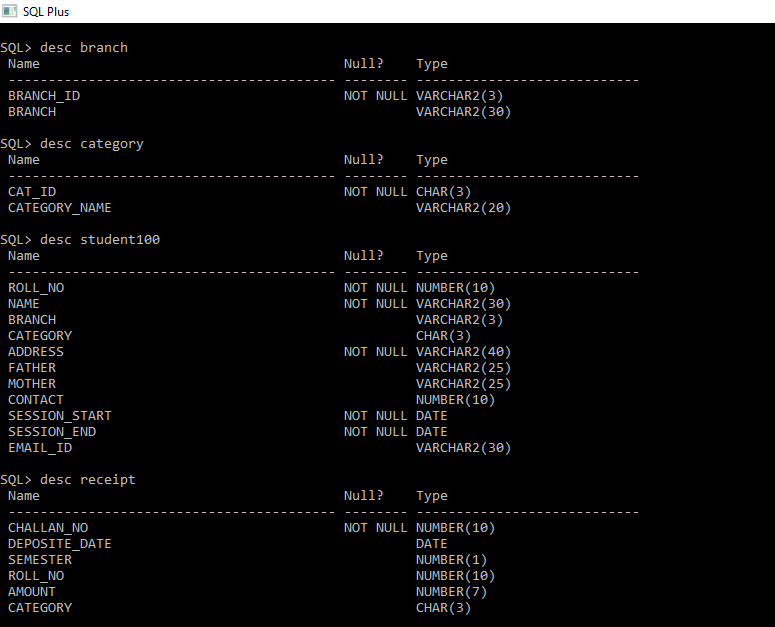 SQL Plus
SQL> desc branch
Name Null? Type
----------------------------------------- -------- ----------------------------
BRANCH_ID NOT NULL VARCHAR2(3)
BRANCH VARCHAR2(30)
SQL> desc category
Name Null? Type
----------------------------------------- -------- ----------------------------
CAT_ID NOT NULL CHAR(3)
CATEGORY_NAME VARCHAR2(20)
SQL> desc student100
Name Null? Type
----------------------------------------- -------- ----------------------------
ROLL_NO NOT NULL NUMBER(10)
NAME NOT NULL VARCHAR2(30)
BRANCH VARCHAR2(3)
CATEGORY CHAR(3)
ADDRESS NOT NULL VARCHAR2(40)
FATHER VARCHAR2(25)
MOTHER VARCHAR2(25)
CONTACT NUMBER(10)
SESSION_START NOT NULL DATE
SESSION_END NOT NULL DATE
EMAIL_ID VARCHAR2(30)
SQL> desc receipt
Name Null? Type
----------------------------------------- -------- ----------------------------
CHALLAN_NO NOT NULL NUMBER(10)
DEPOSITE_DATE DATE
SEMESTER NUMBER(1)
ROLL_NO NUMBER(10)
AMOUNT NUMBER(7)
CATEGORY CHAR(3)